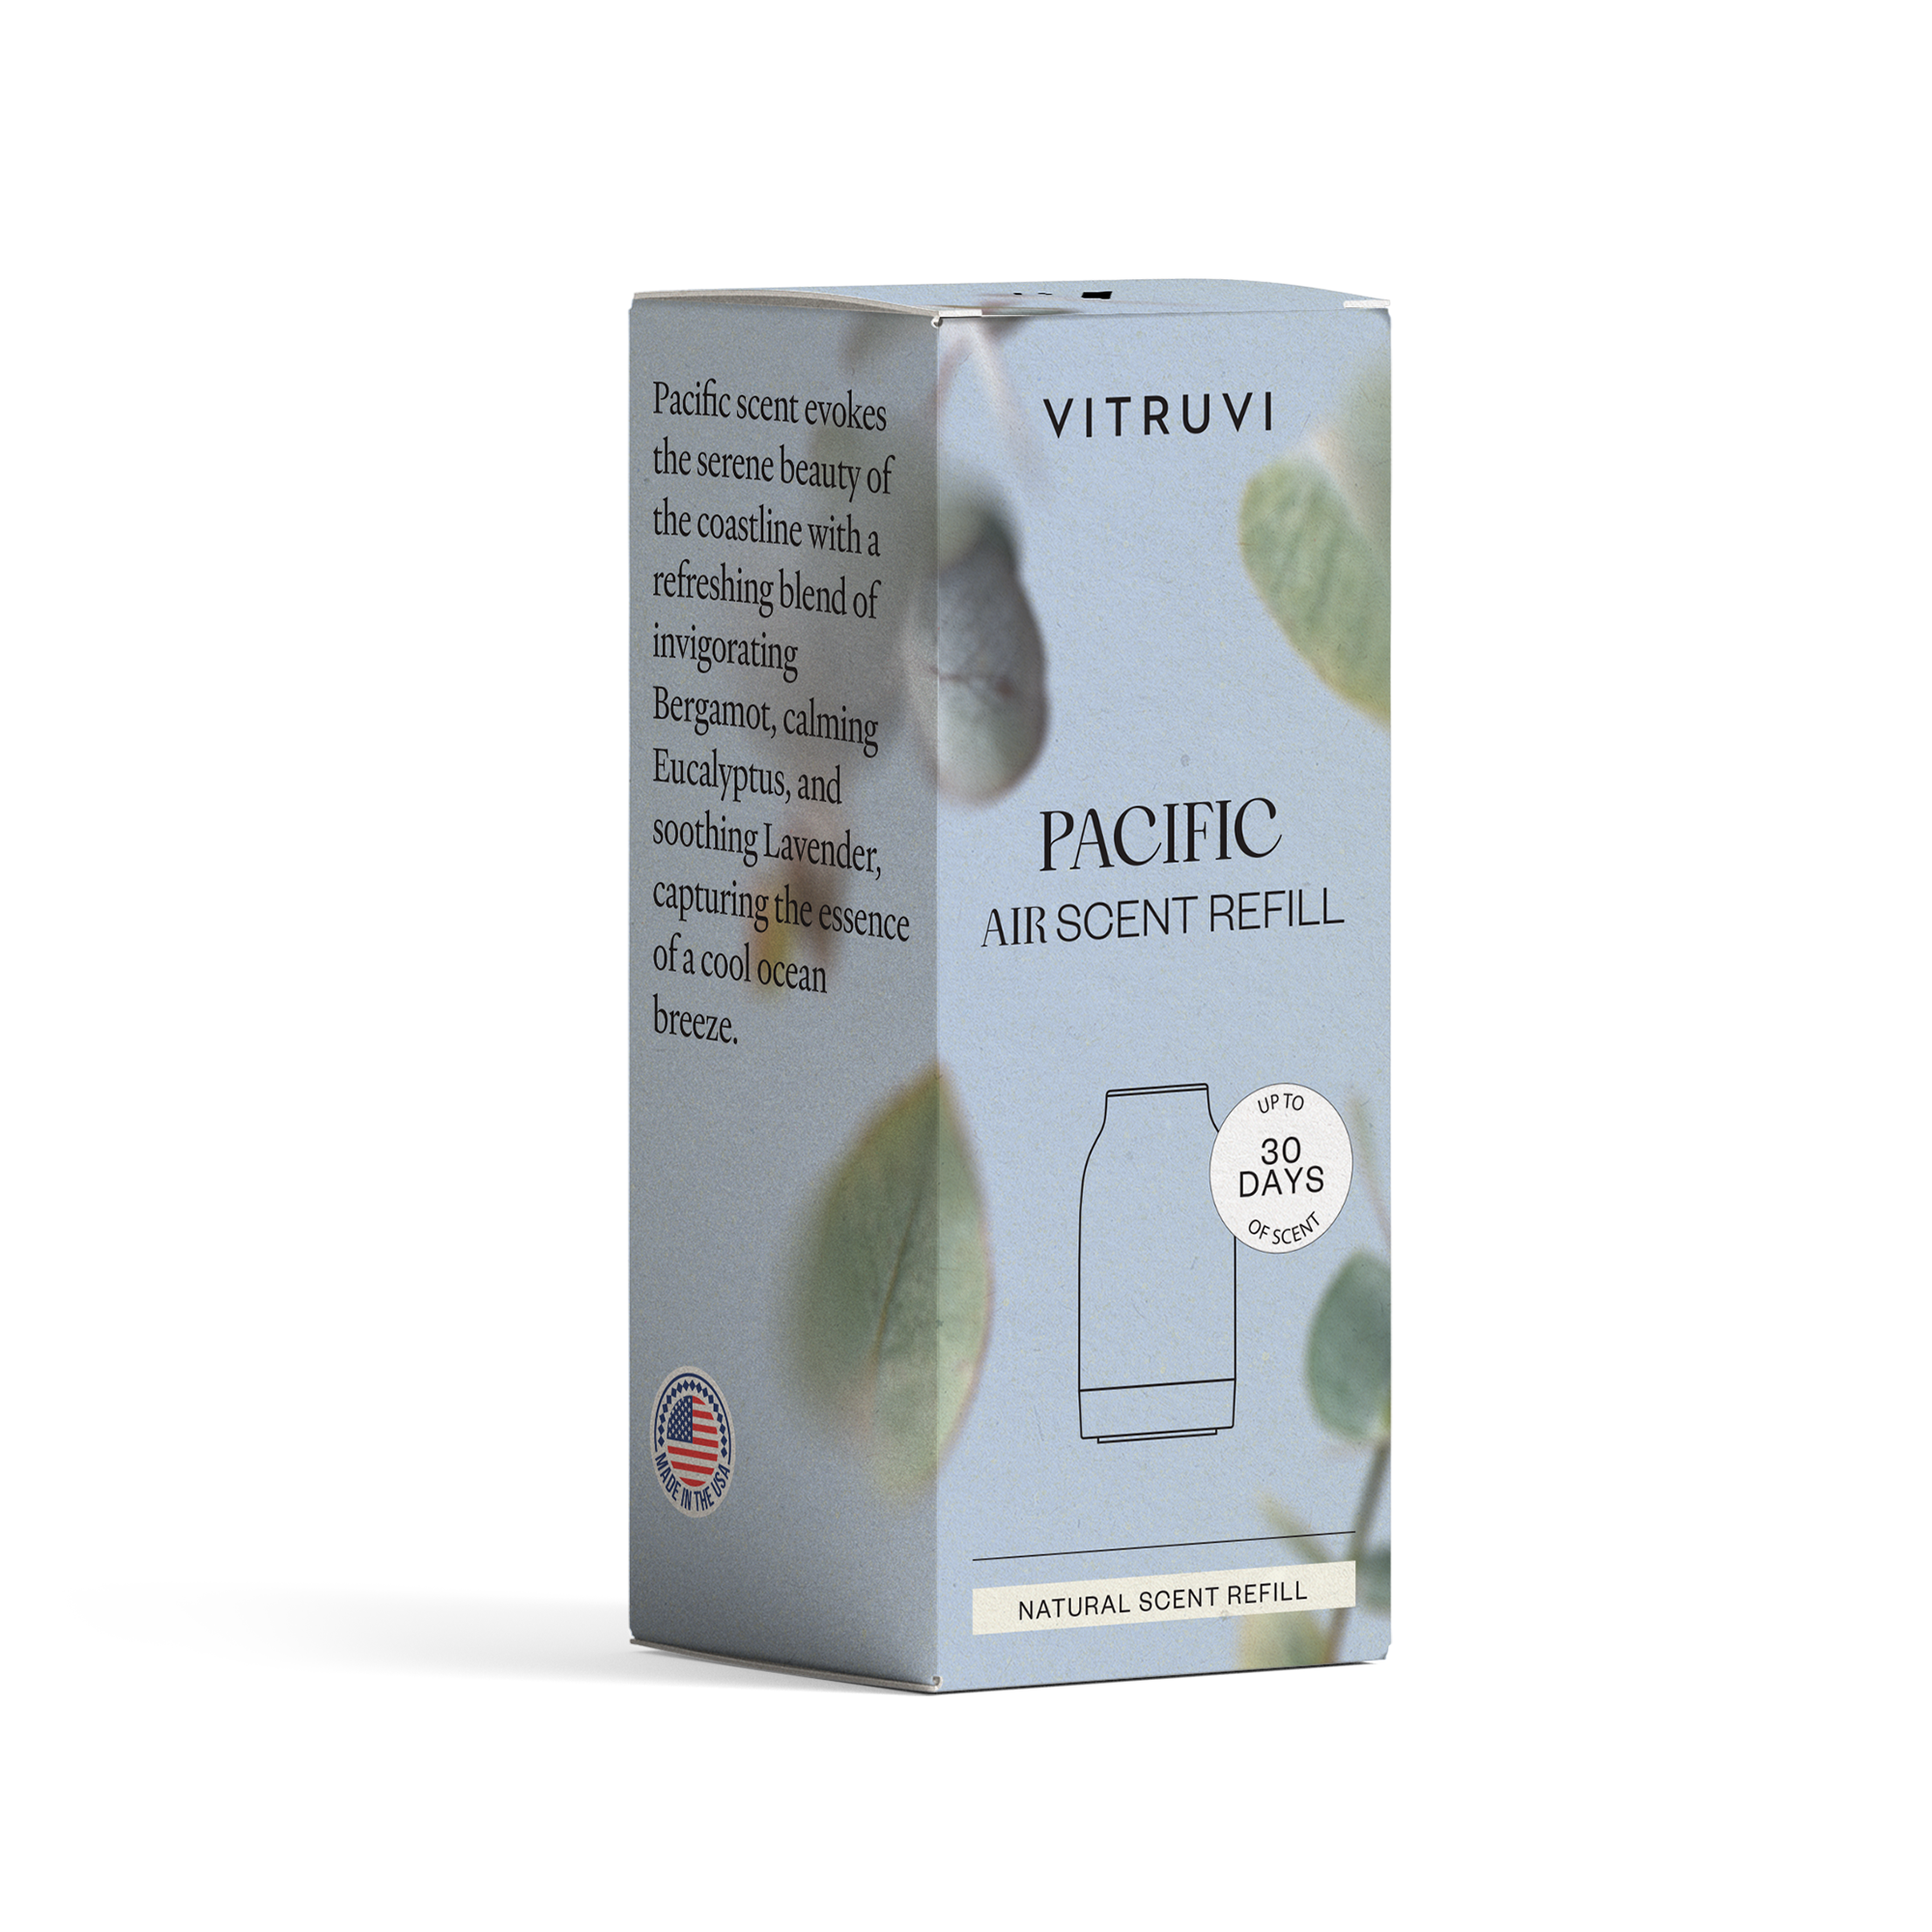 Pacific scent evokes
the serene beauty of
the coastline with a
refreshing blend of
invigorating
Bergamot, calming
Eucalyptus, and
soothing Lavender,
capturing the essence
of a cool ocean
breeze.
MADE IN THE USA
VITRUVI
PACIFIC
AIR SCENT REFILL
UP TO
30
DAYS
OF SCENT
NATURAL SCENT REFILL